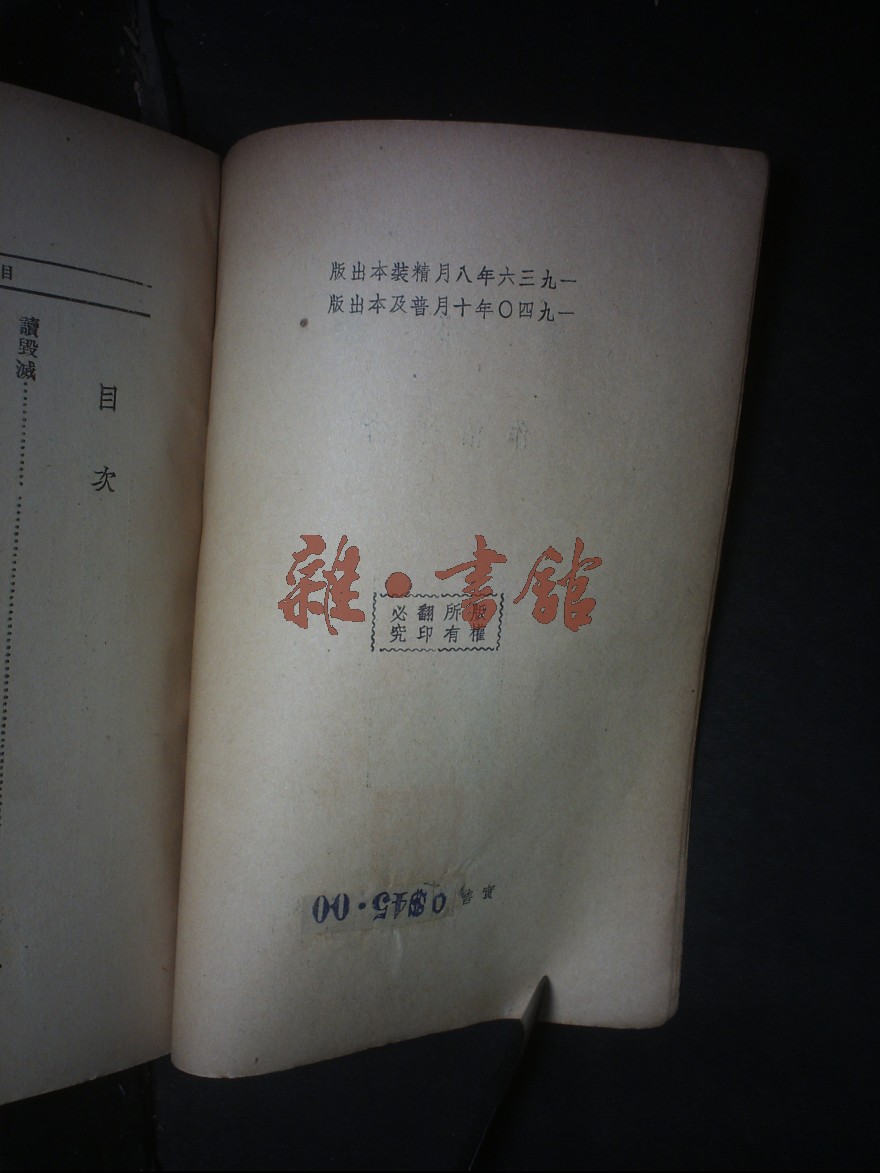 一九三六年八月精裝本出版
一九四〇年十月普及本出版
雜·書館
版權所有
翻印必究
目
目次
讀毀滅